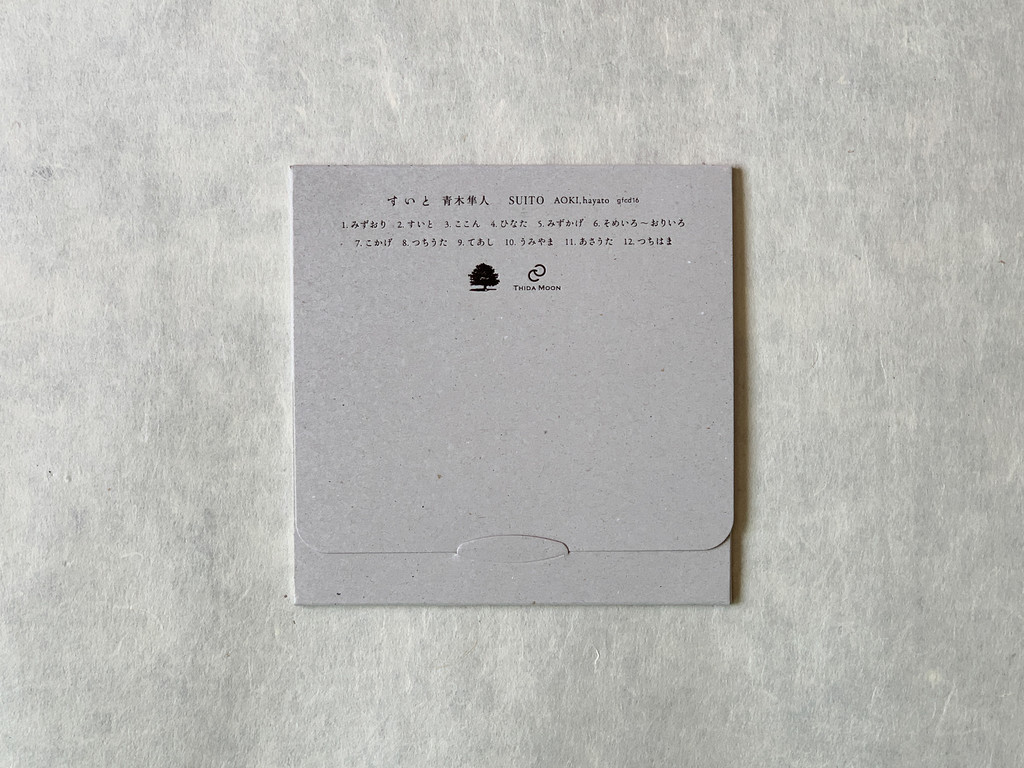 すいと 青木隼人 SUITO AOKI, hayato gfcd16
1. みずおり 2. すいと 3. ここん 4. ひなた 5. みずかげ 6. そめいろ〜おりいろ
7. こかげ 8. つちうた 9. てあし 10. うみやま 11. あさうた 12. つちはま
THIDA MOON